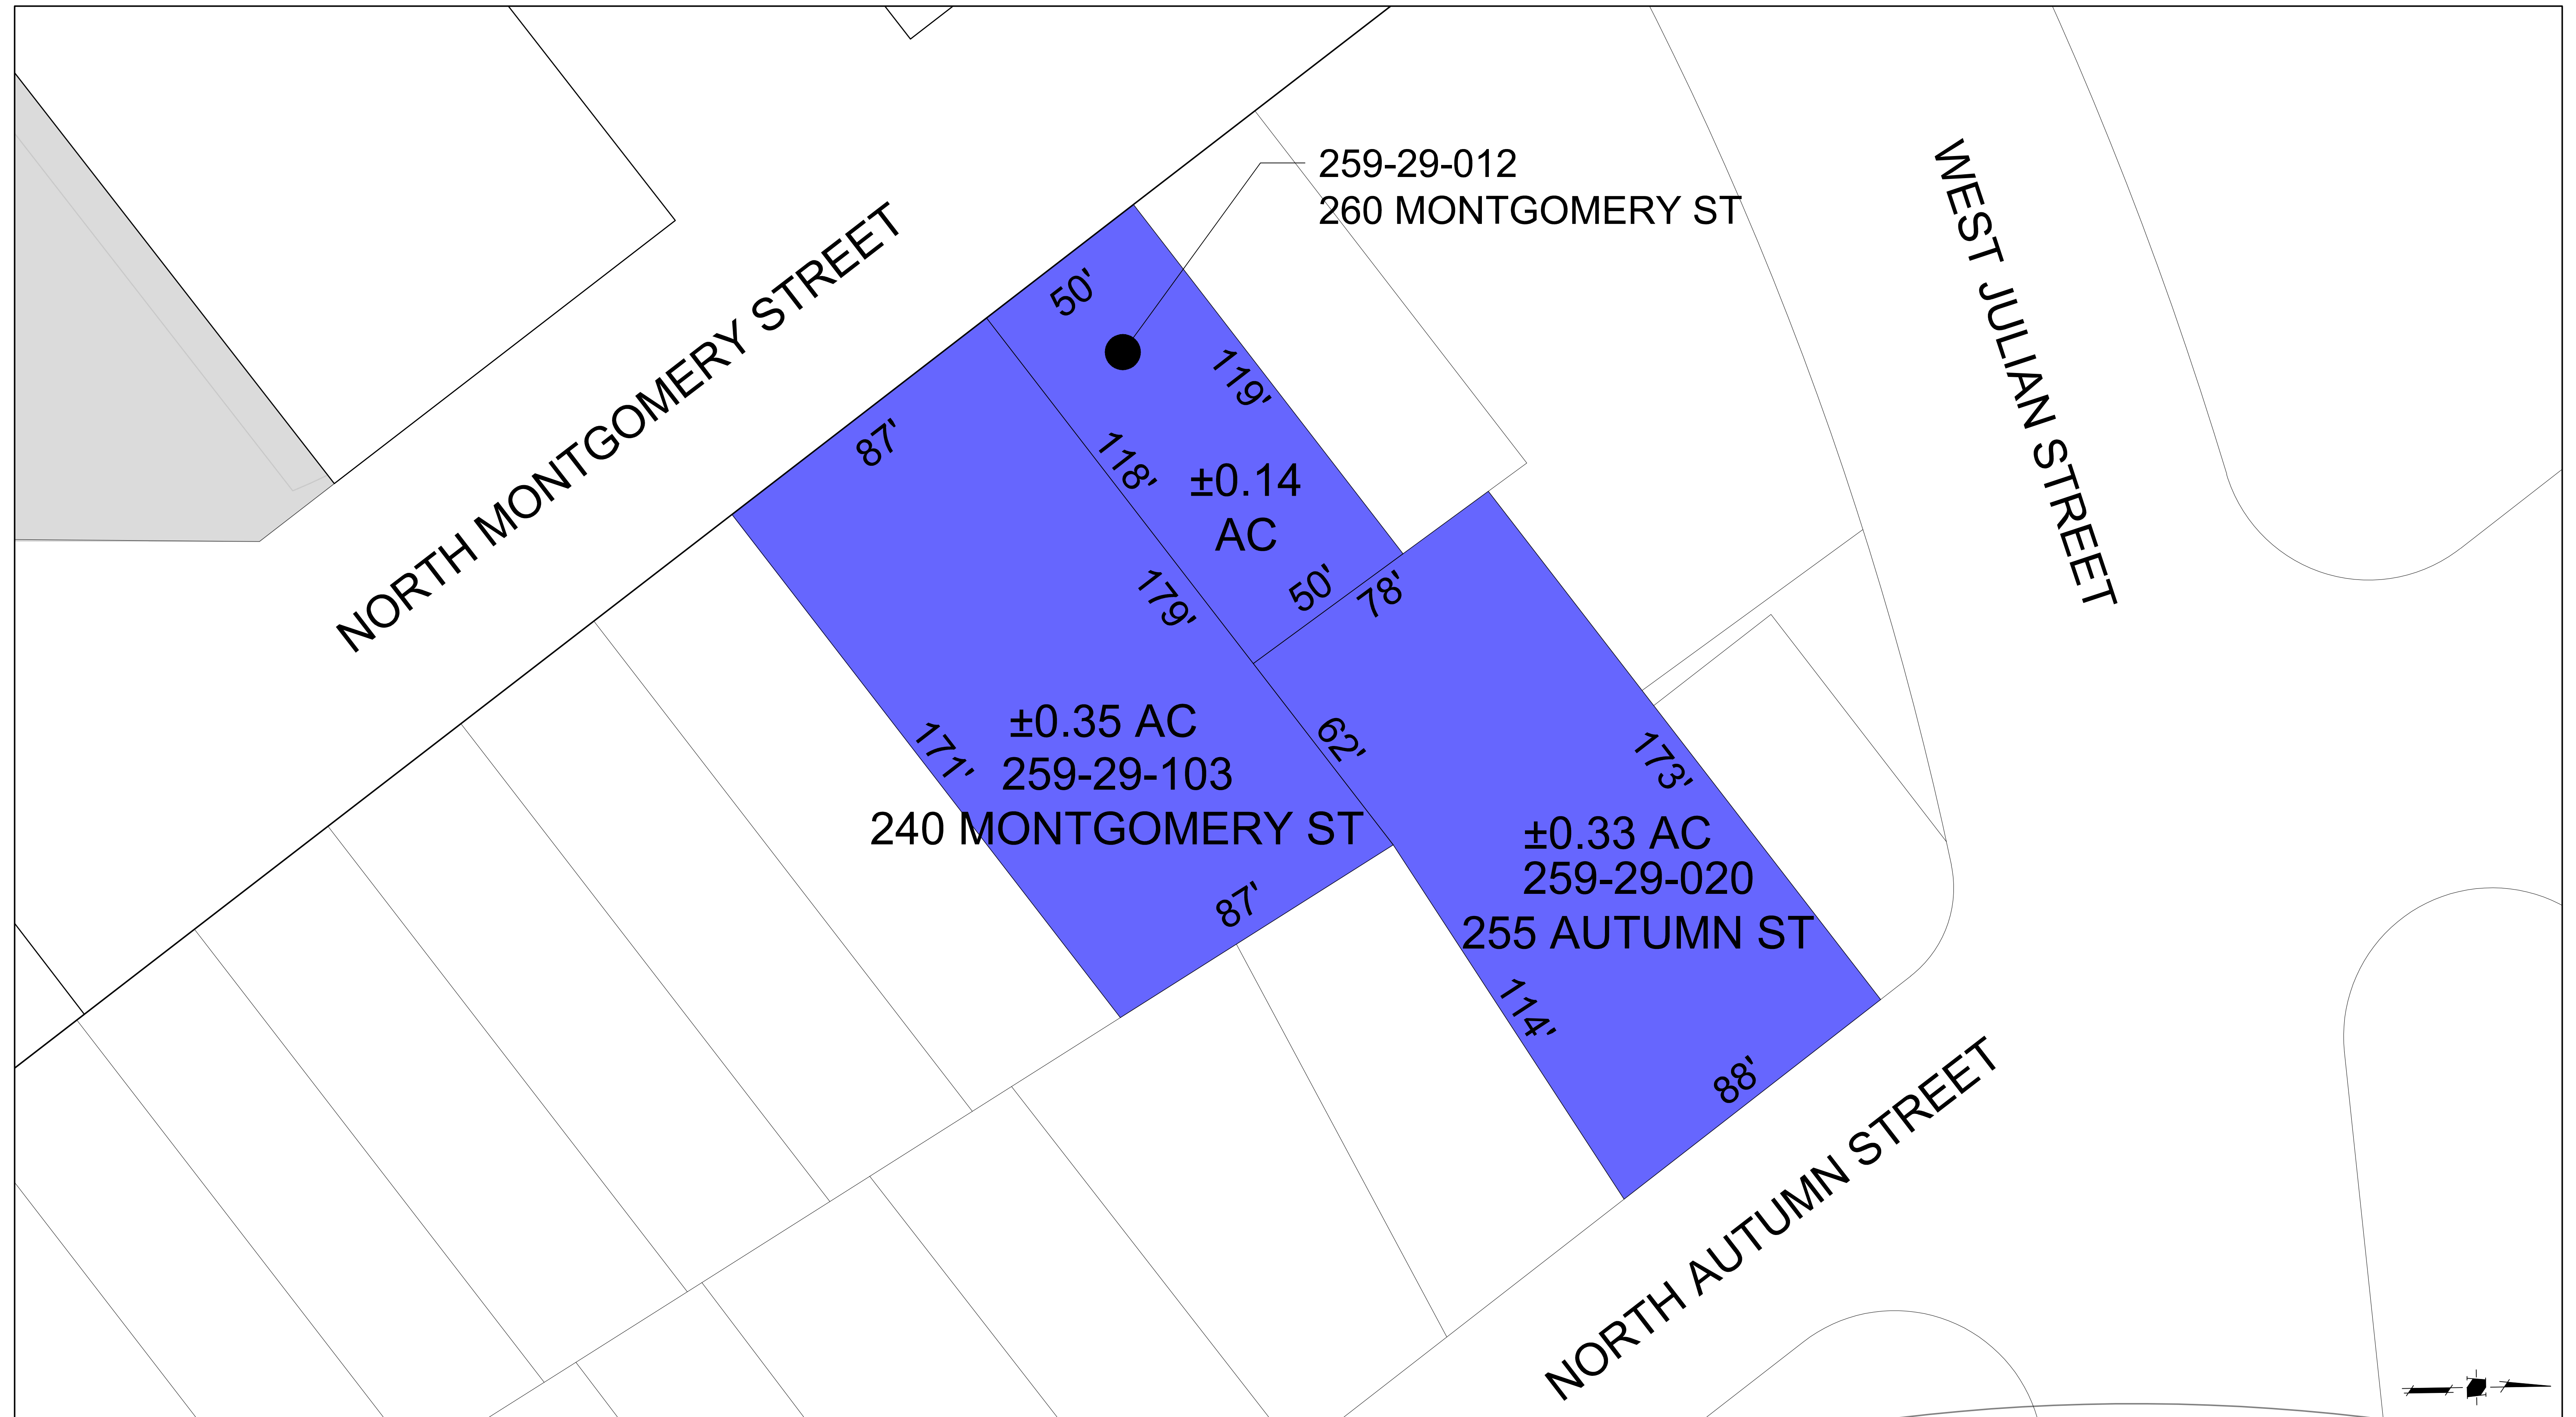 259-29-012
260 MONTGOMERY ST
WEST JULIAN STREET
NORTH MONTGOMERY STREET
50'
119'
87'
118'
±0.14
AC
179'
50'
78'
±0.35 AC
259-29-103
240 MONTGOMERY ST
171'
62'
173'
±0.33 AC
259-29-020
255 AUTUMN ST
87'
114'
88'
NORTH AUTUMN STREET